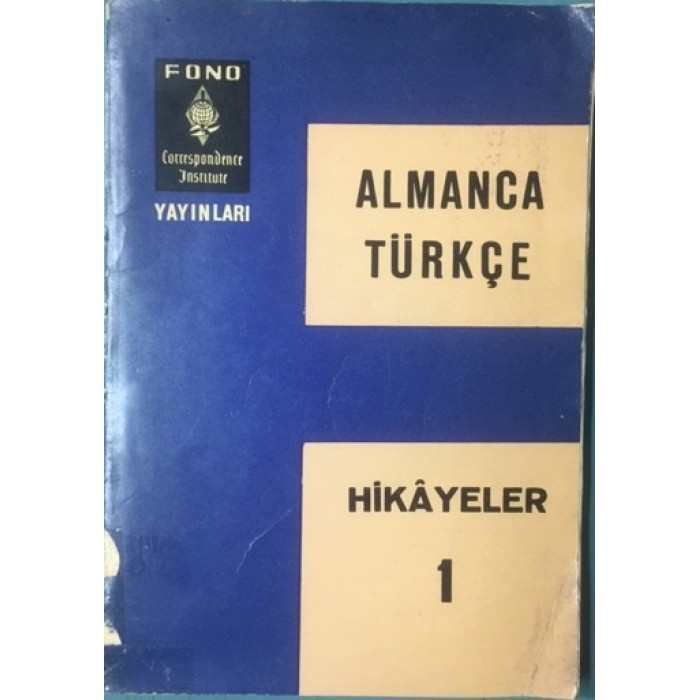 FONO
Correspondence
Institute
YAYINLARI
ALMANCA
TÜRKÇE
HİKÂYELER
1